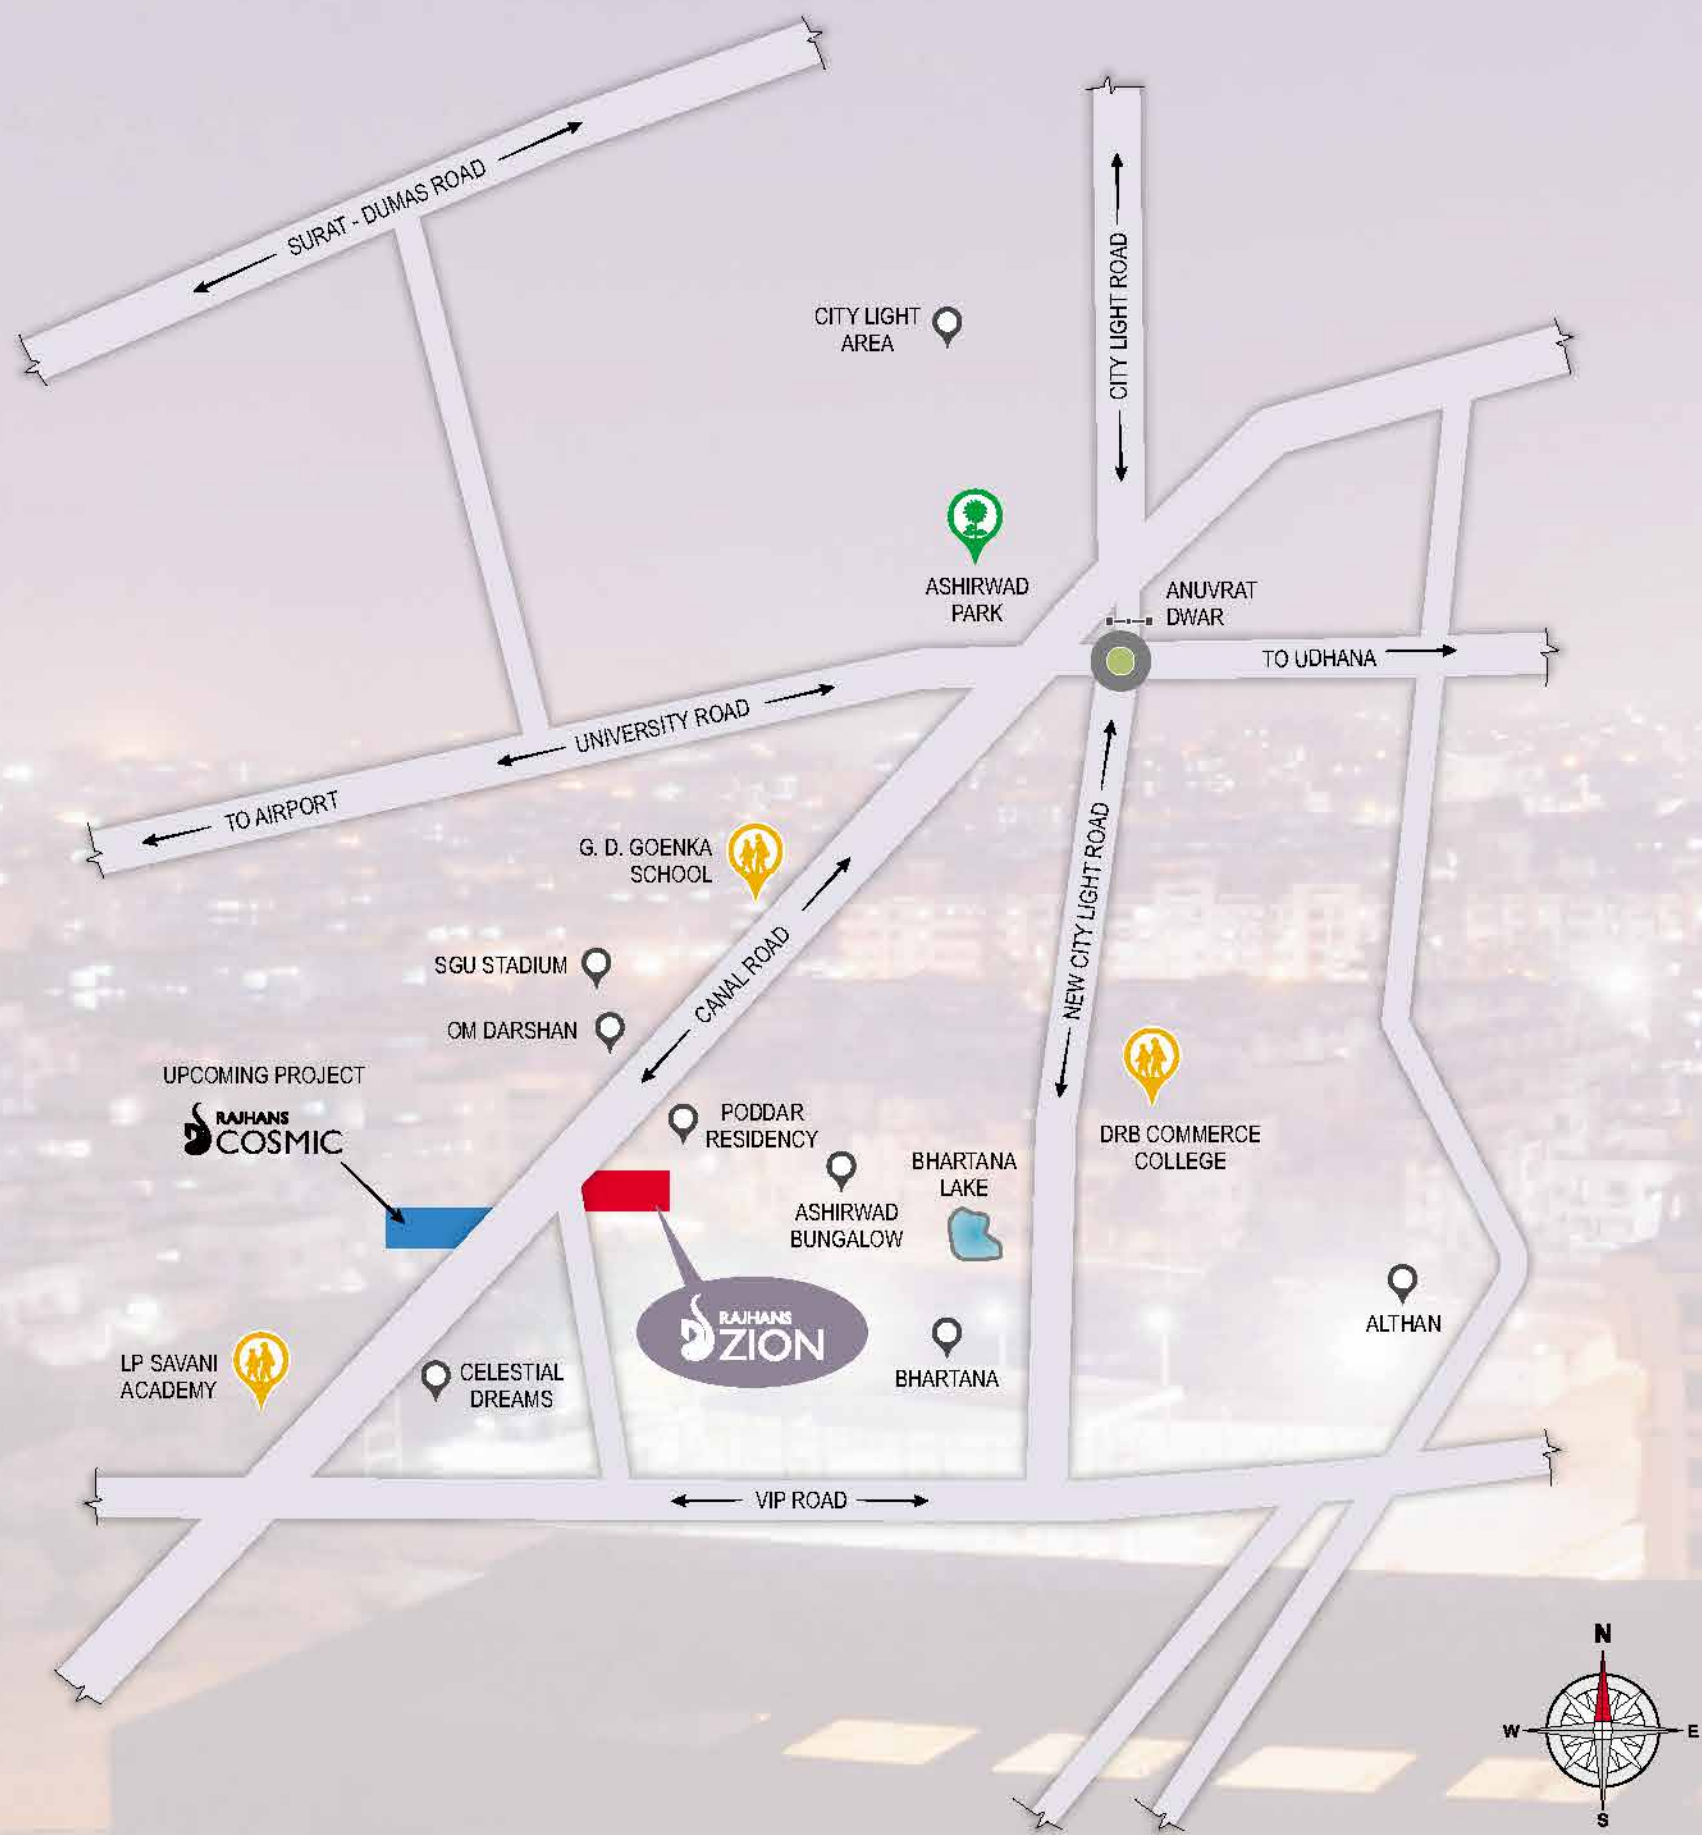 SURAT - DUMAS ROAD
CITY LIGHT ROAD
CITY LIGHT
AREA
ASHIRWAD
PARK
ANUVRAT
DWAR
TO UDHANA
UNIVERSITY ROAD
TO AIRPORT
G. D. GOENKA
SCHOOL
NEW CITY LIGHT ROAD
CANAL ROAD
SGU STADIUM
OM DARSHAN
UPCOMING PROJECT
RAJHANS
COSMIC
PODDAR
RESIDENCY
DRB COMMERCE
COLLEGE
BHARTANA
LAKE
ASHIRWAD
BUNGALOW
RAJHANS
ZION
ALTHAN
LP SAVANI
ACADEMY
CELESTIAL
DREAMS
BHARTANA
VIP ROAD
N
W
E
S